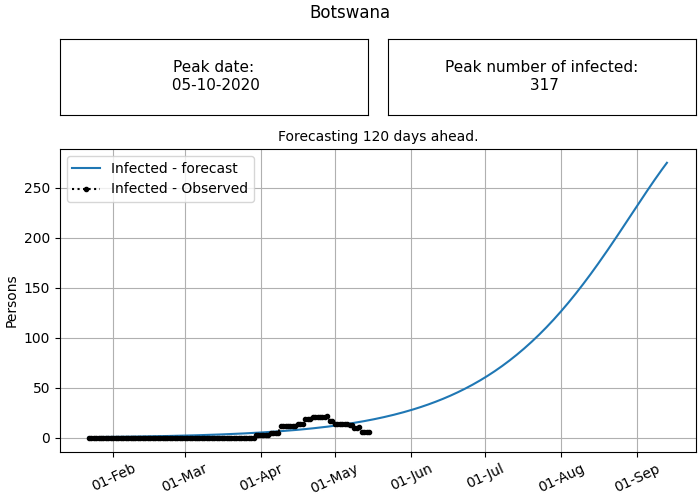 Botswana
Peak date:
05-10-2020
Peak number of infected:
317
Forecasting 120 days ahead.
Infected - forecast
Infected - Observed
Persons
250
200
150
100
50
0
01-Feb
01-Mar
01-Apr
01-May
01-Jun
01-Jul
01-Aug
01-Sep